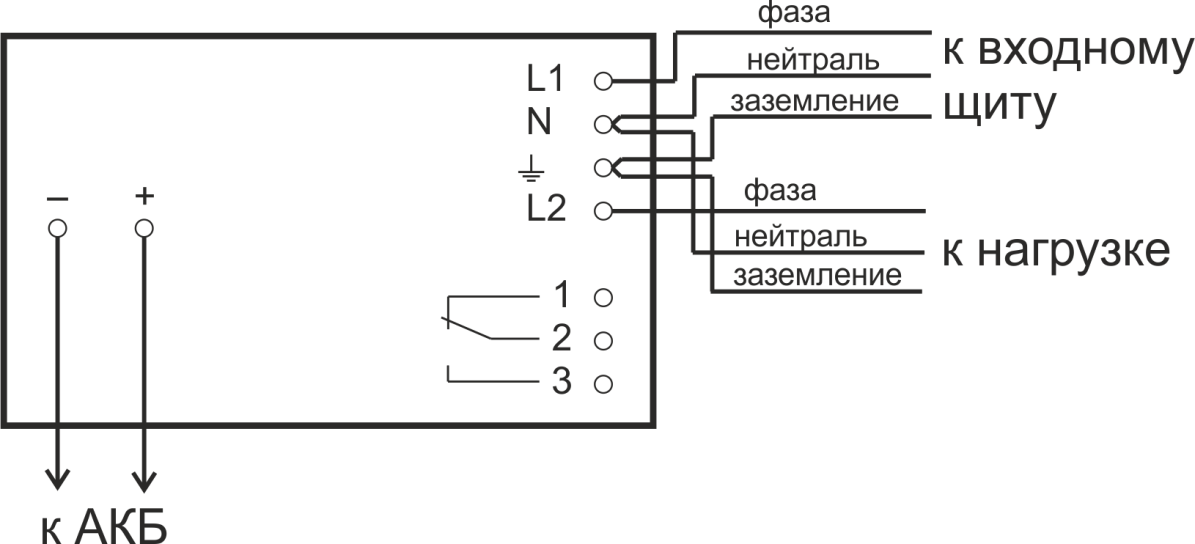 фаза
L1
нейтраль
к входному
щиту
N
заземление
фаза
L2
– +
нейтраль
к нагрузке
заземление
1
2
3
к АКБ